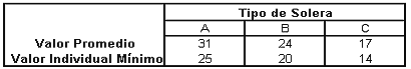 Tipo de Solera
A B C
Valor Promedio 31 24 17
Valor Individual Mínimo 25 20 14